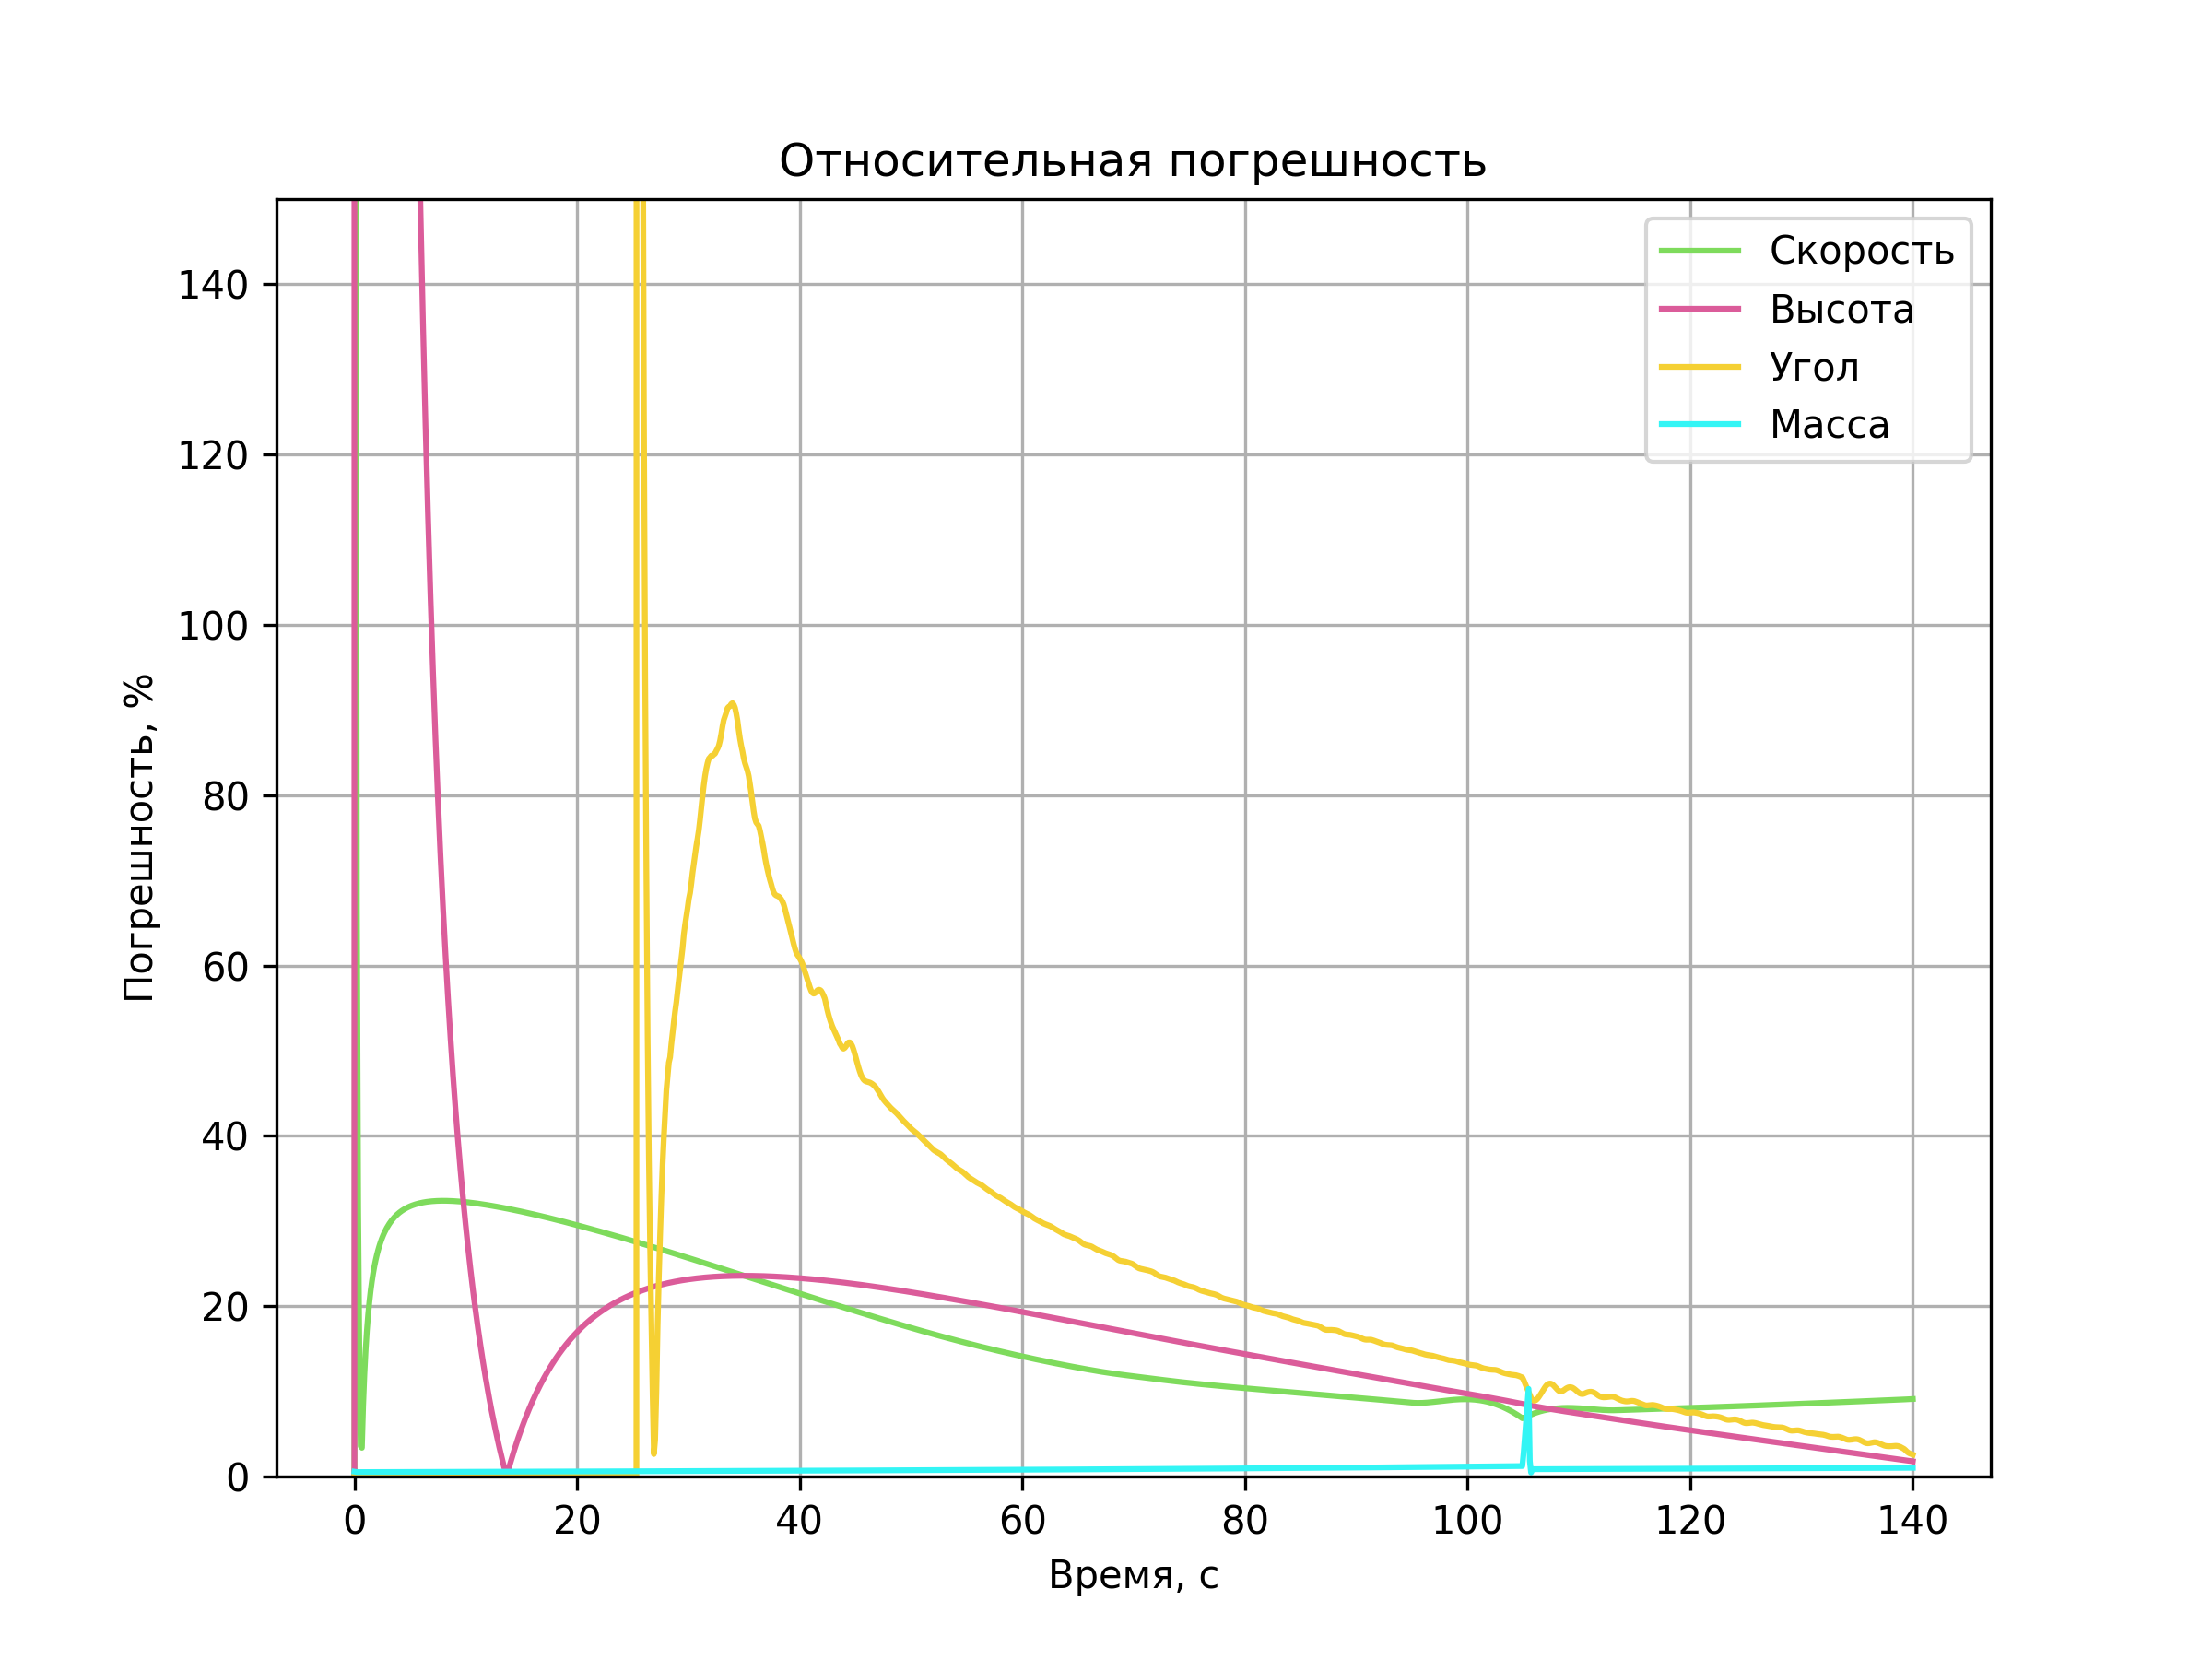 Относительная погрешность
Скорость
Высота
Угол
Масса
Погрешность, %
140
120
100
80
60
40
20
0
0 20 40 60 80 100 120 140
Время, с